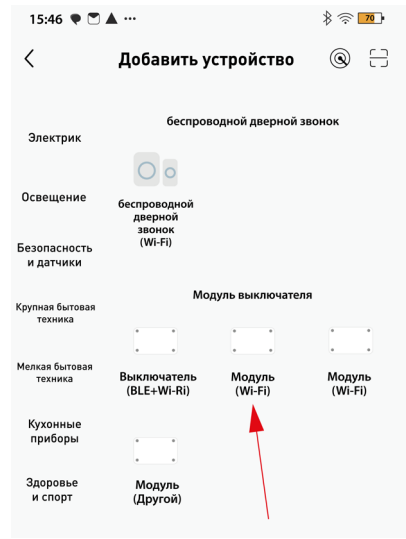 15:46
70
Добавить устройство
беспроводной дверной звонок
Электрик
Освещение
беспроводной
дверной
звонок
(Wi-Fi)
Безопасность
и датчики
Модуль выключателя
Крупная бытовая
техника
Мелкая бытовая
техника
Выключатель
(BLE+Wi-Ri)
Модуль
(Wi-Fi)
Модуль
(Wi-Fi)
Кухонные
приборы
Здоровье
и спорт
Модуль
(Другой)